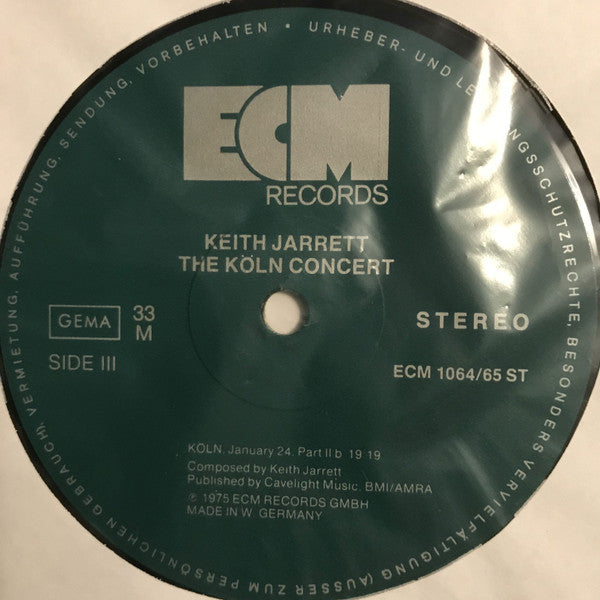 ECM
RECORDS
KEITH JARRETT
THE KÖLN CONCERT
GEMA
33
M
STEREO
SIDE III
ECM 1064/65 ST
KÖLN, January 24, Part II b 19:19
Composed by Keith Jarrett
Published by Cavelight Music, BMI/AMRA
℗ 1975 ECM RECORDS GMBH
MADE IN W. GERMANY
URHEBER- UND LE NGSSCHUTZRECHTE, BESONDERS VERVIELFÄLTIGUNG (AUSSER ZUM PERSÖNLICHEN GEBRAUCH), VERMIETUNG, AUFFÜHRUNG, SENDUNG, VORBEHALTEN •